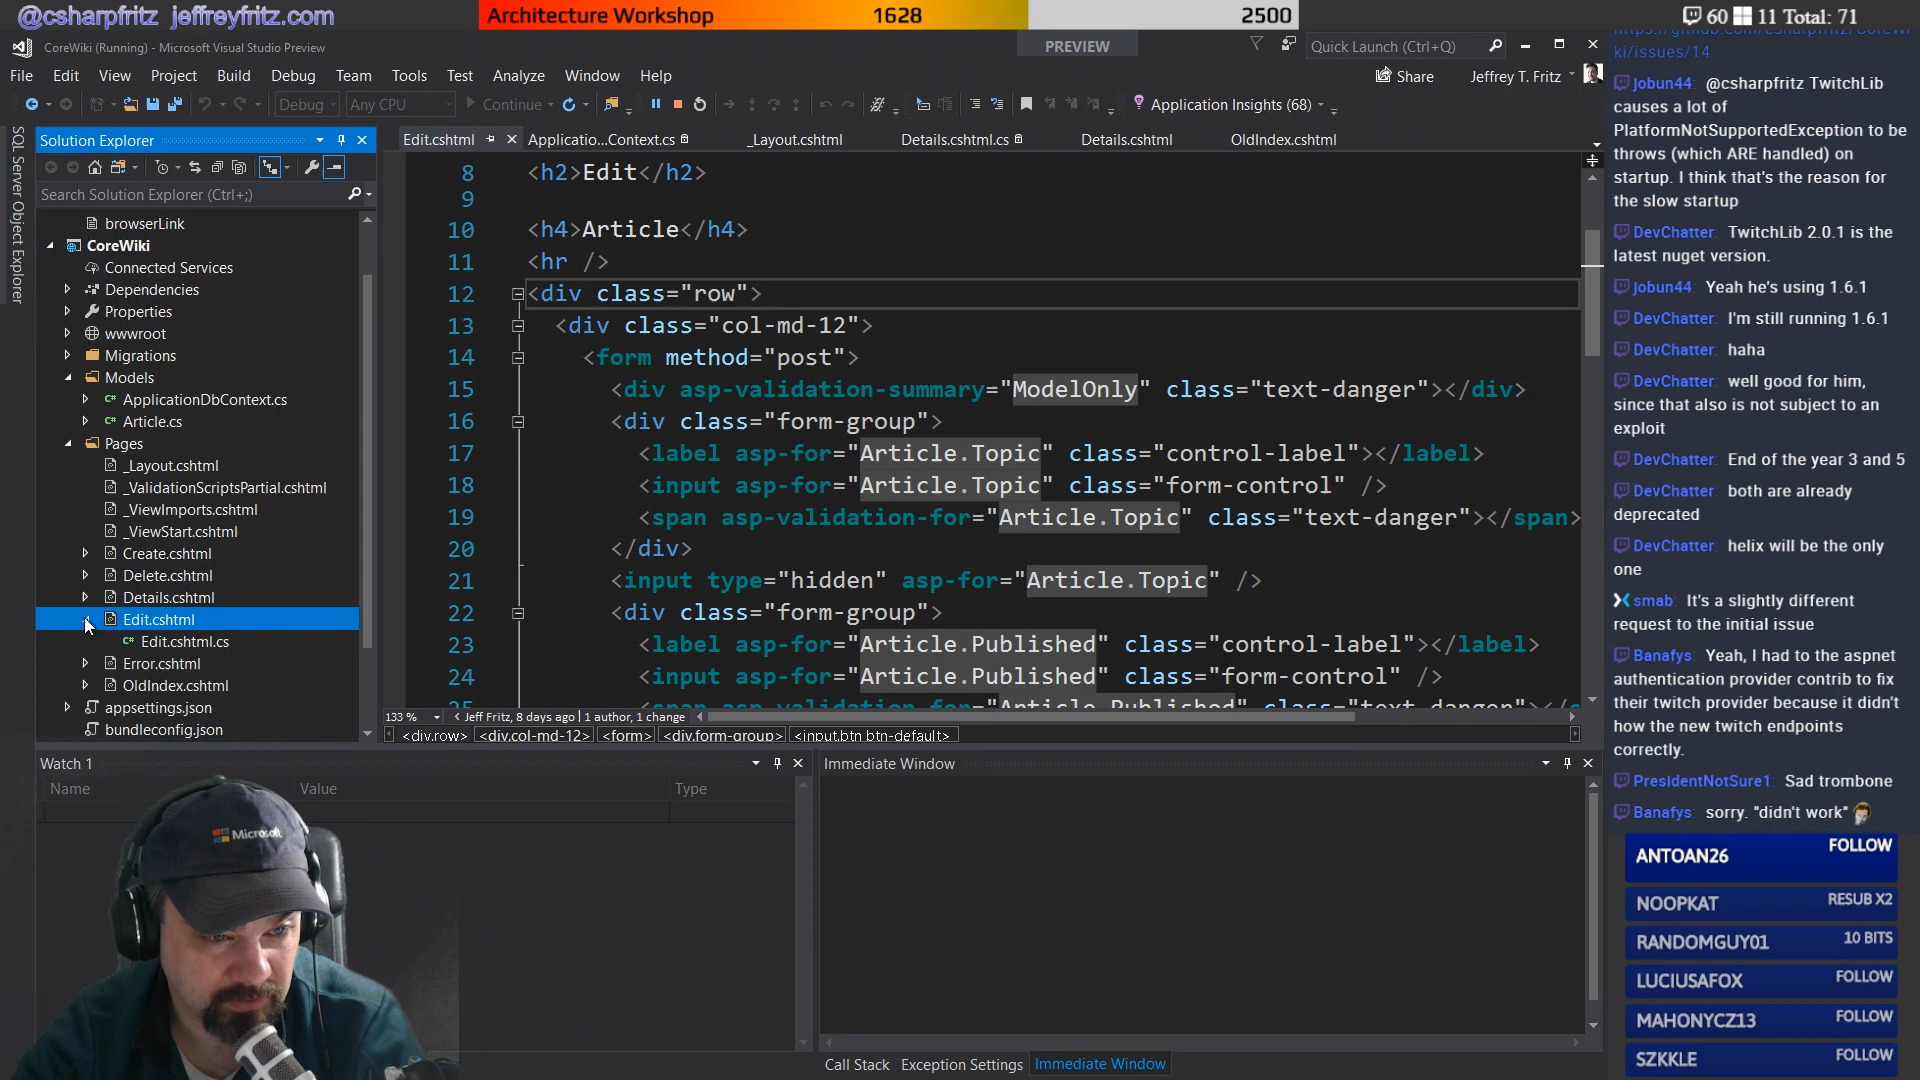 @csharpfritz jeffreyfritz.com
Architecture Workshop 1628 2500
60 11 Total: 71
CoreWiki (Running) - Microsoft Visual Studio Preview
PREVIEW
Quick Launch (Ctrl+Q)
File Edit View Project Build Debug Team Tools Test Analyze Window Help
Share Jeffrey T. Fritz
Debug Any CPU Continue Application Insights (68)
SQL Server Object Explorer
Solution Explorer
Search Solution Explorer (Ctrl+;)
browserLink
CoreWiki
Connected Services
Dependencies
Properties
wwwroot
Migrations
Models
ApplicationDbContext.cs
Article.cs
Pages
_Layout.cshtml
_ValidationScriptsPartial.cshtml
_ViewImports.cshtml
_ViewStart.cshtml
Create.cshtml
Delete.cshtml
Details.cshtml
Edit.cshtml
Edit.cshtml.cs
Error.cshtml
OldIndex.cshtml
appsettings.json
bundleconfig.json
Edit.cshtml Applicatio...Context.cs _Layout.cshtml Details.cshtml.cs Details.cshtml OldIndex.cshtml
8 <h2>Edit</h2>
9
10 <h4>Article</h4>
11 <hr />
12 <div class="row">
13 <div class="col-md-12">
14 <form method="post">
15 <div asp-validation-summary="ModelOnly" class="text-danger"></div>
16 <div class="form-group">
17 <label asp-for="Article.Topic" class="control-label"></label>
18 <input asp-for="Article.Topic" class="form-control" />
19 <span asp-validation-for="Article.Topic" class="text-danger"></span>
20 </div>
21 <input type="hidden" asp-for="Article.Topic" />
22 <div class="form-group">
23 <label asp-for="Article.Published" class="control-label"></label>
24 <input asp-for="Article.Published" class="form-control" />
25 <span asp-validation-for="Article.Published" class="text-danger"></s
133 % Jeff Fritz, 8 days ago | 1 author, 1 change
<div.row> <div.col-md-12> <form> <div.form-group> <input.btn btn-default>
Watch 1
Name Value Type
Immediate Window
Call Stack Exception Settings Immediate Window
Microsoft
https://github.com/csharpfritz/CoreWi
ki/issues/14
Jobun44: @csharpfritz TwitchLib
causes a lot of
PlatformNotSupportedException to be
throws (which ARE handled) on
startup. I think that's the reason for
the slow startup
DevChatter: TwitchLib 2.0.1 is the
latest nuget version.
Jobun44: Yeah he's using 1.6.1
DevChatter: I'm still running 1.6.1
DevChatter: haha
DevChatter: well good for him,
since that also is not subject to an
exploit
DevChatter: End of the year 3 and 5
DevChatter: both are already
deprecated
DevChatter: helix will be the only
one
smab: It's a slightly different
request to the initial issue
Banafys: Yeah, I had to the aspnet
authentication provider contrib to fix
their twitch provider because it didn't
how the new twitch endpoints
correctly.
PresidentNotSure1: Sad trombone
Banafys: sorry. "didn't work"
ANTOAN26 FOLLOW
NOOPKAT RESUB X2
RANDOMGUY01 10 BITS
LUCIUSAFOX FOLLOW
MAHONYCZ13 FOLLOW
SZKKLE FOLLOW